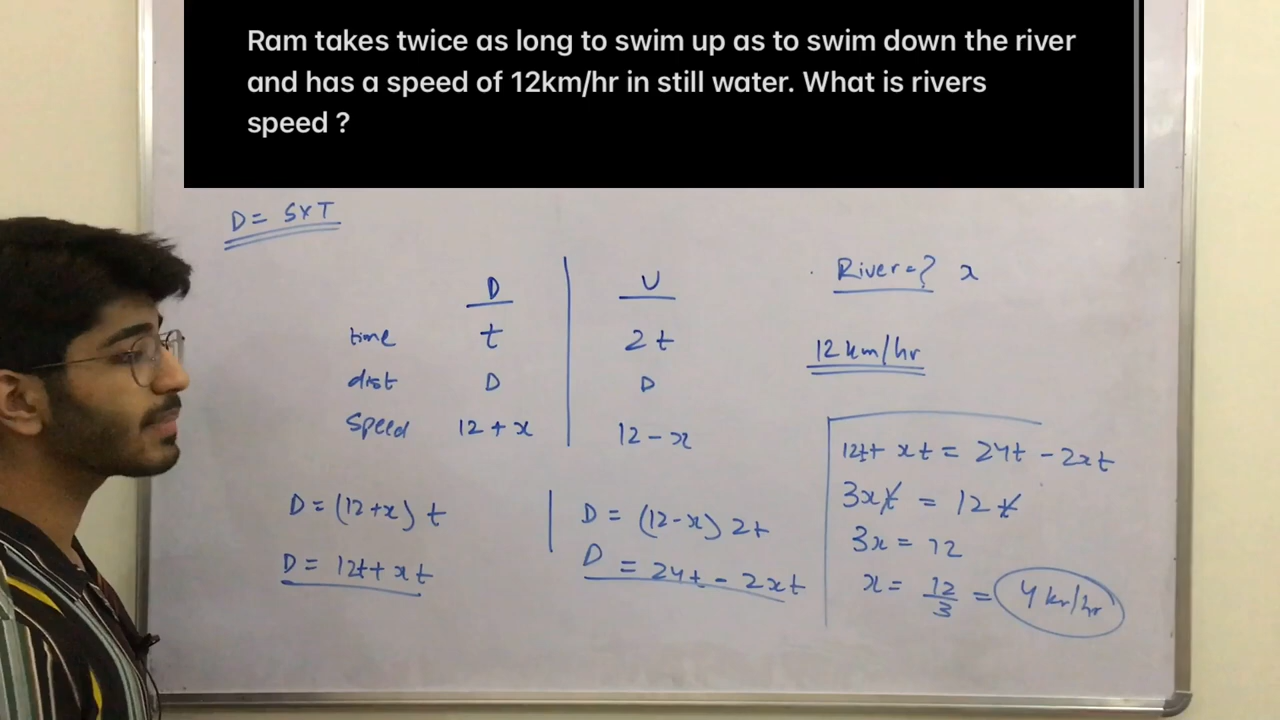 Ram takes twice as long to swim up as to swim down the river
and has a speed of 12km/hr in still water. What is rivers
speed ?
D = S×T
D U
time t 2t
dist D D
Speed 12+x 12-x
River=? x
12 km/hr
D = (12+x) t
D = 12t+xt
D = (12-x) 2t
D = 24t - 2xt
12t+ xt = 24t - 2xt
3xt = 12t
3x = 12
x = 12/3 = 4 km/hr